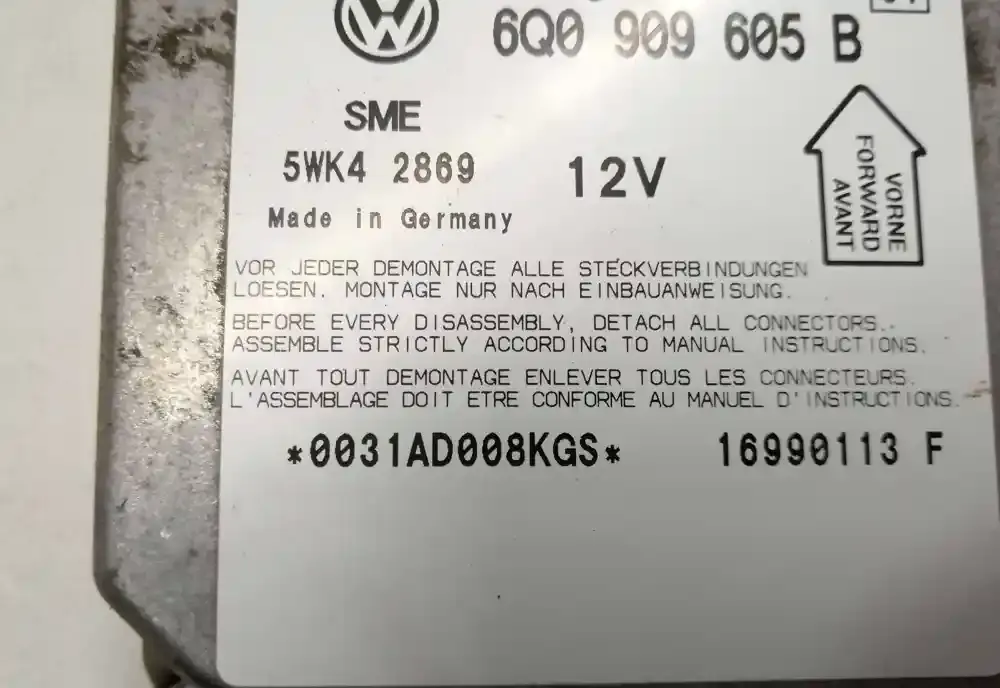 6Q0 909 605 B
SME
5WK4 2869
12V
Made in Germany
VORNE
FORWARD
AVANT
VOR JEDER DEMONTAGE ALLE STECKVERBINDUNGEN
LOESEN. MONTAGE NUR NACH EINBAUANWEISUNG.
BEFORE EVERY DISASSEMBLY, DETACH ALL CONNECTORS.
ASSEMBLE STRICTLY ACCORDING TO MANUAL INSTRUCTIONS.
AVANT TOUT DEMONTAGE ENLEVER TOUS LES CONNECTEURS.
L'ASSEMBLAGE DOIT ETRE CONFORME AU MANUEL D'INSTRUCTIONS.
*0031AD008KGS*
16990113 F